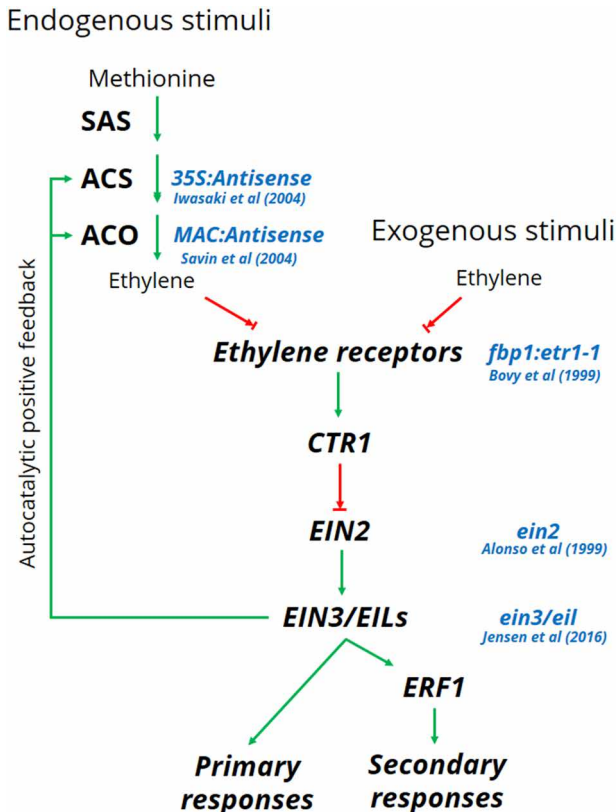 Endogenous stimuli
Methionine
SAS
ACS
35S:Antisense
Iwasaki et al (2004)
ACO
MAC:Antisense
Savin et al (2004)
Ethylene
Exogenous stimuli
Ethylene
Autocatalytic positive feedback
Ethylene receptors
fbp1:etr1-1
Bovy et al (1999)
CTR1
EIN2
ein2
Alonso et al (1999)
EIN3/EILs
ein3/eil
Jensen et al (2016)
ERF1
Primary
responses
Secondary
responses